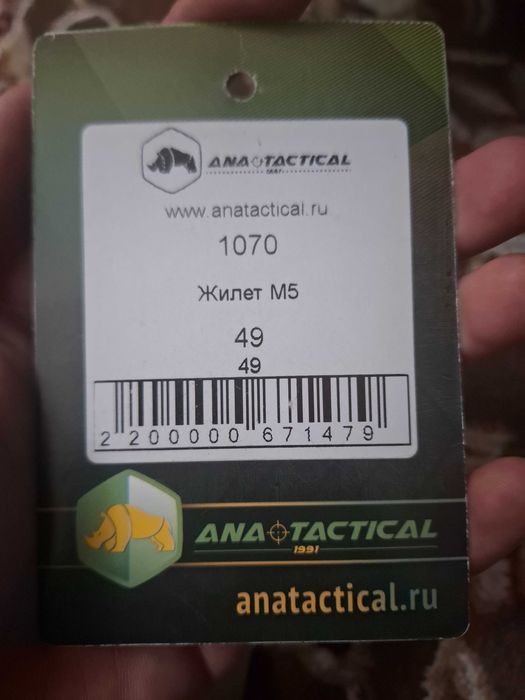 ANA TACTICAL
1991
www.anatactical.ru
1070
Жилет М5
49
49
2 200000 671479
ANA TACTICAL
1991
anatactical.ru